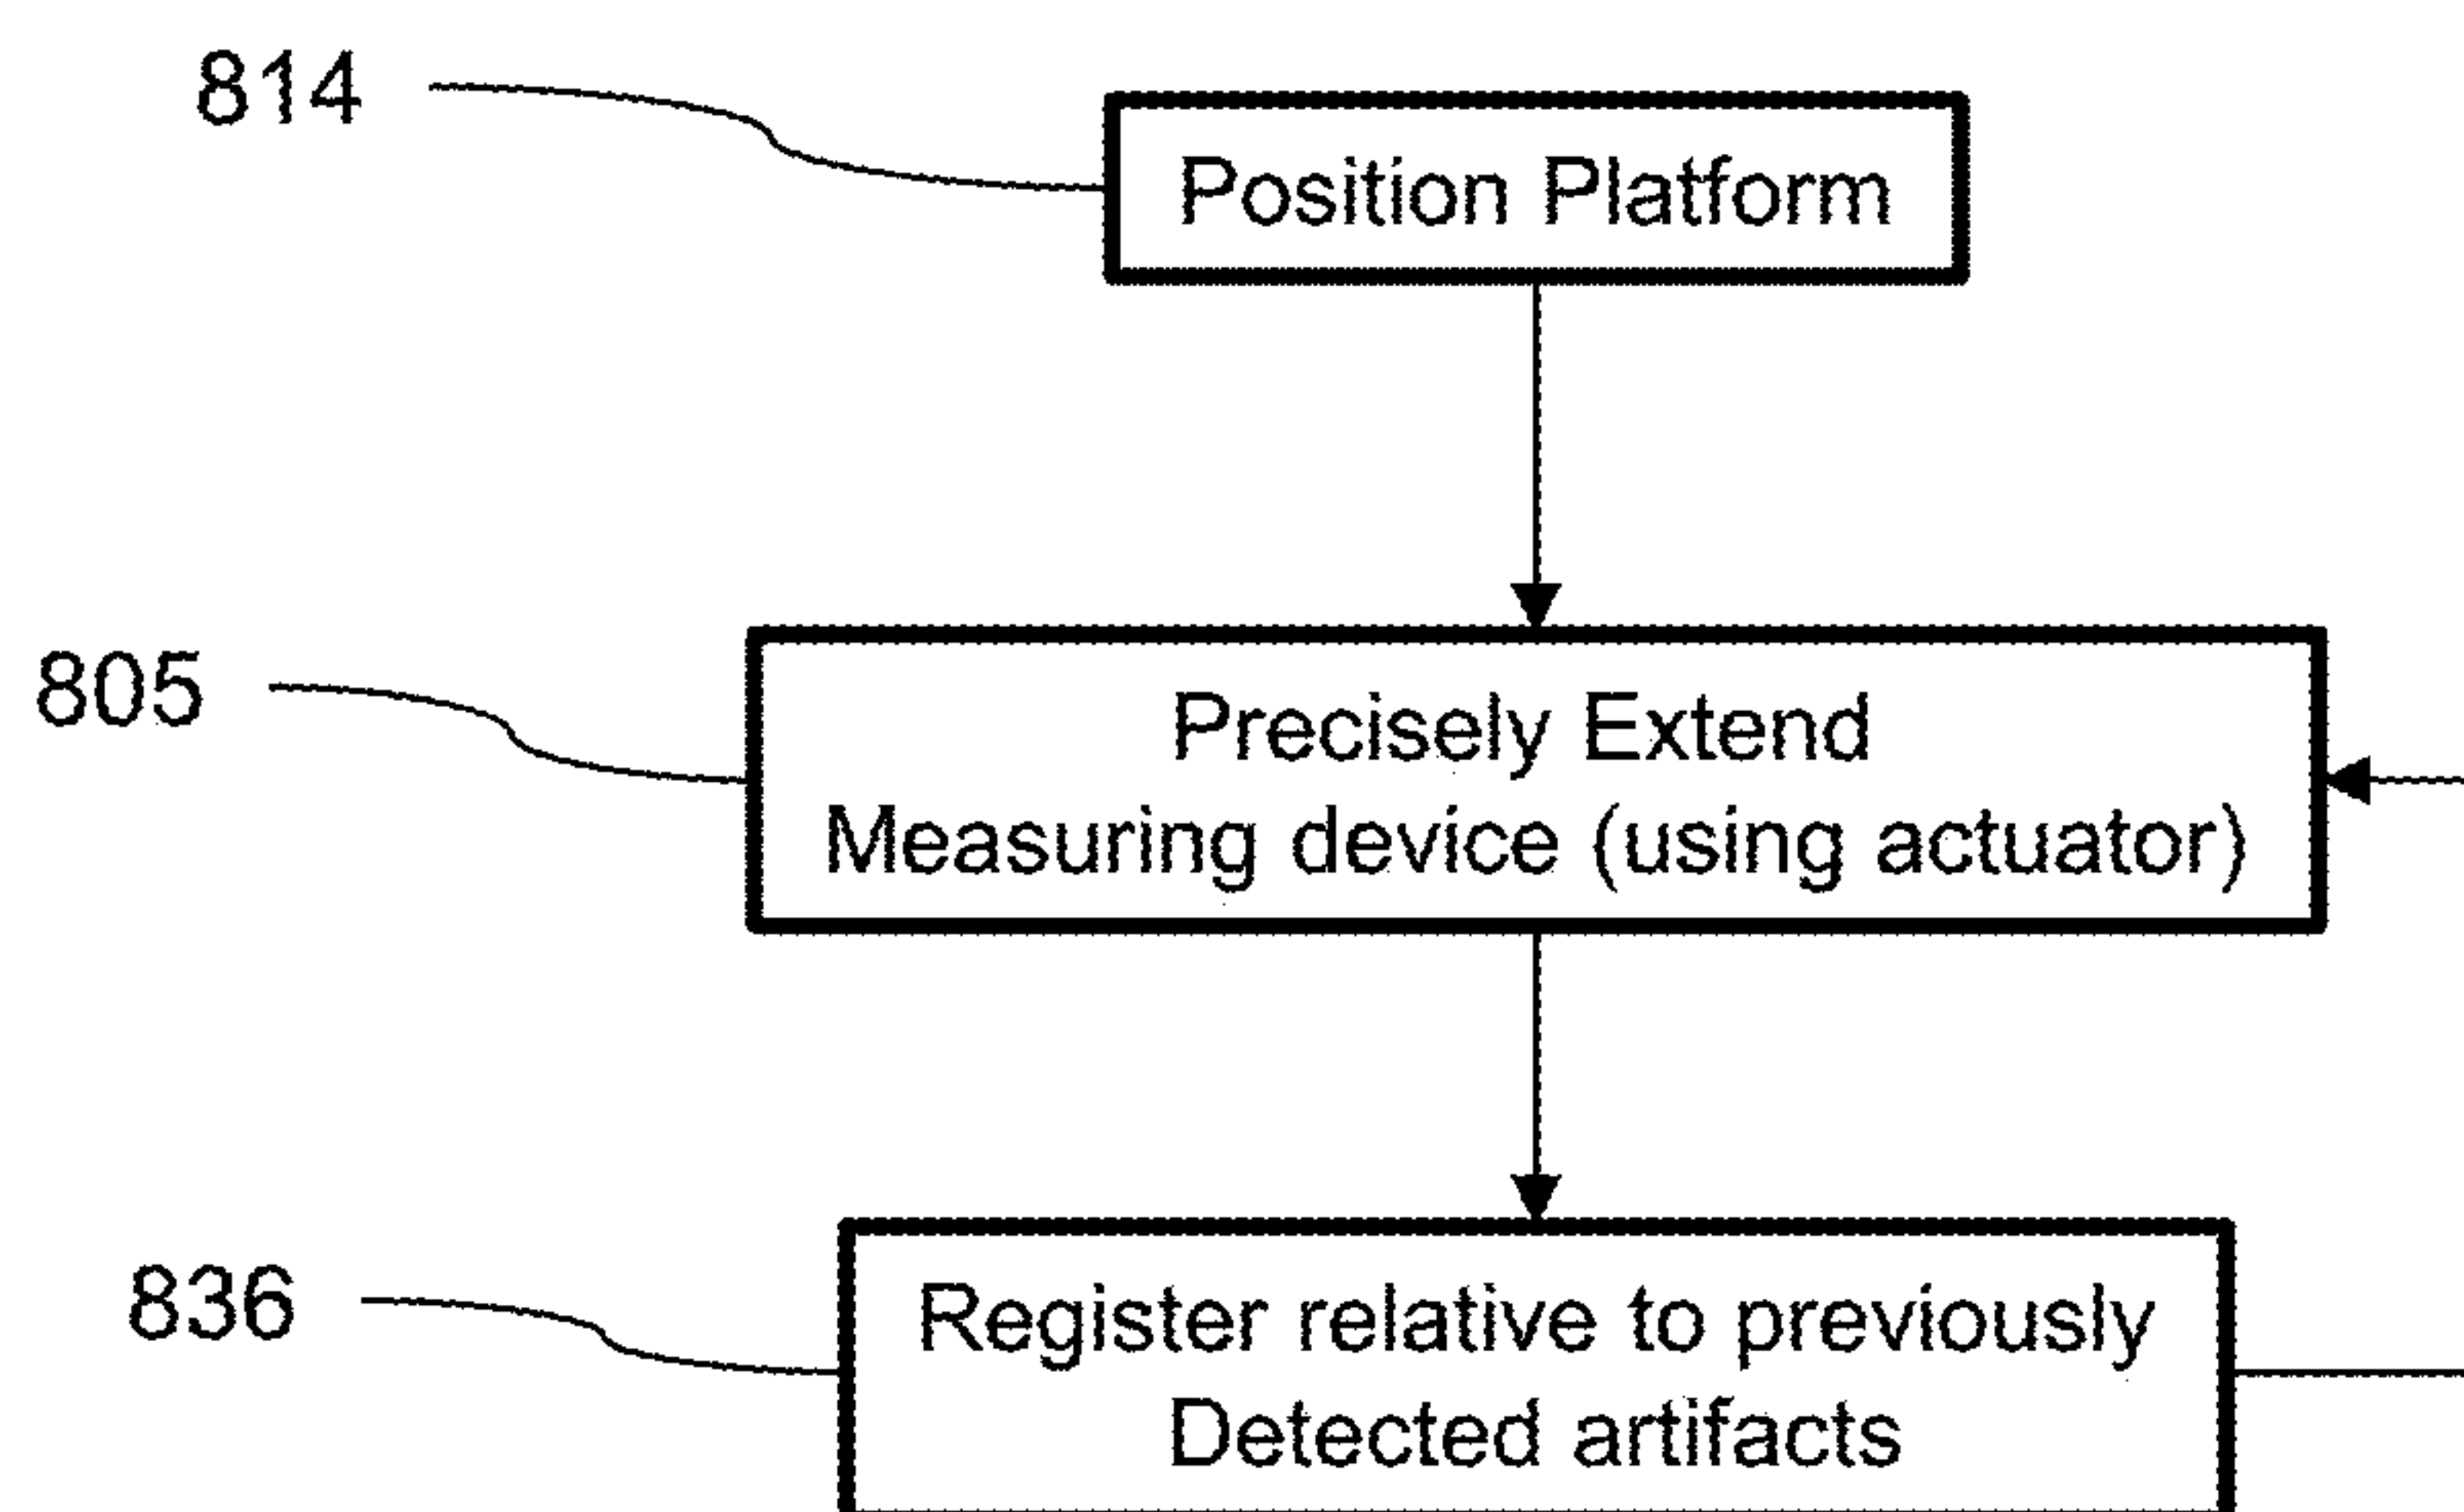 814
Position Platform
805
Precisely Extend
Measuring device (using actuator)
836
Register relative to previously
Detected artifacts